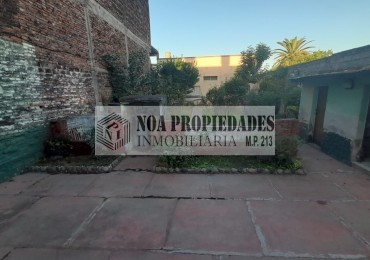 NOA PROPIEDADES
INMOBILIARIA M.P. 213